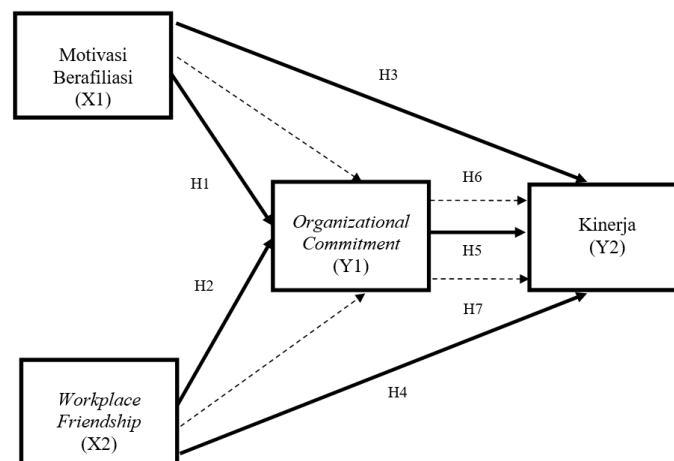 Motivasi
Berafiliasi
(X1)
H3
H1
H6
Organizational
Commitment
(Y1)
Kinerja
(Y2)
H5
H2
H7
Workplace
Friendship
(X2)
H4